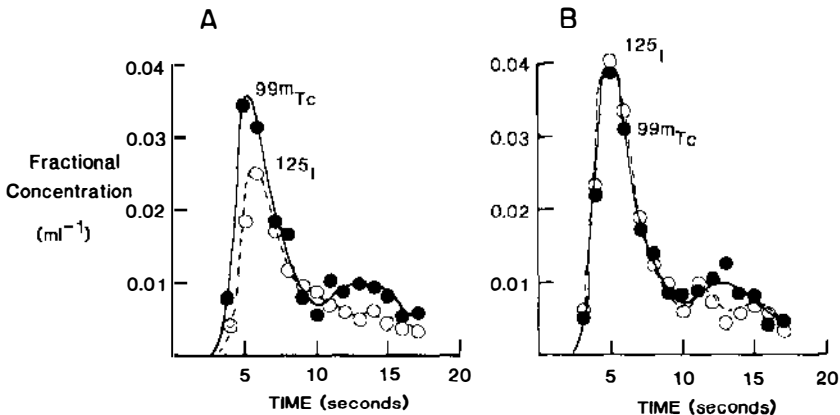 A
B
0.04
0.03
0.02
0.01
Fractional
Concentration
(ml⁻¹)
99mTc
125I
5
10
15
20
TIME (seconds)
0.04
0.03
0.02
0.01
125I
99mTc
5
10
15
20
TIME (seconds)